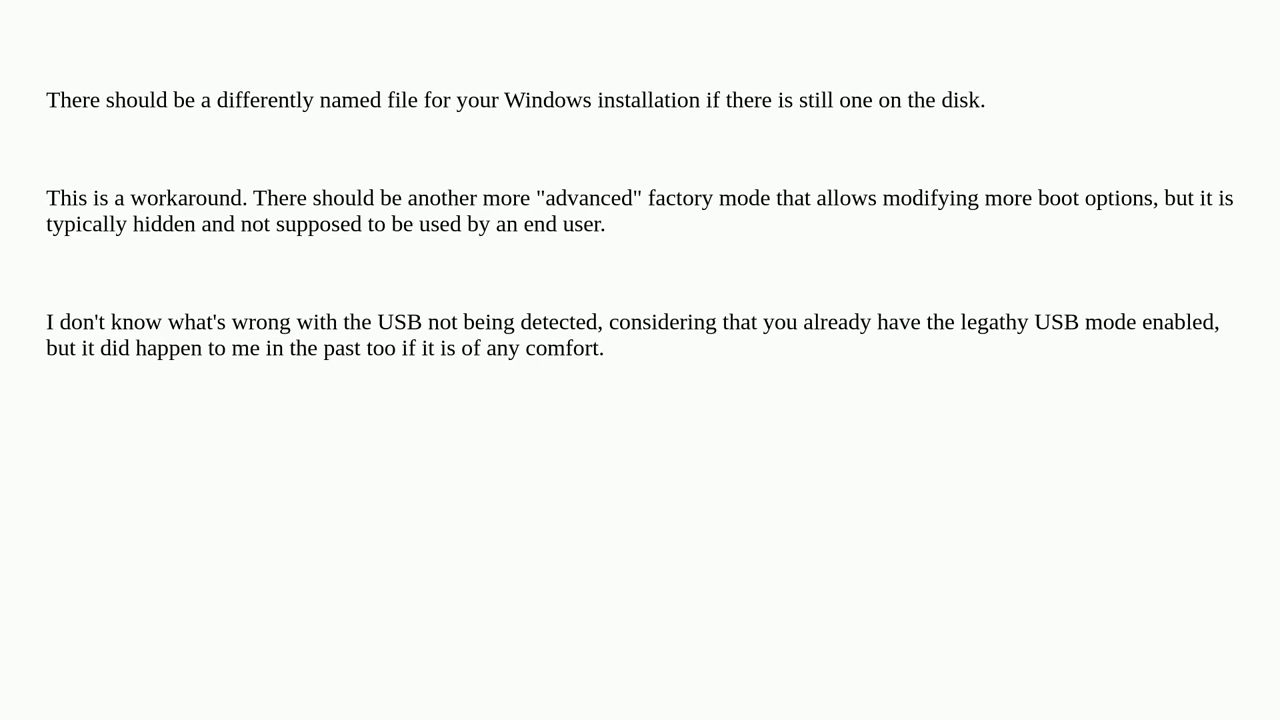 There should be a differently named file for your Windows installation if there is still one on the disk.
This is a workaround. There should be another more "advanced" factory mode that allows modifying more boot options, but it is
typically hidden and not supposed to be used by an end user.
I don't know what's wrong with the USB not being detected, considering that you already have the legathy USB mode enabled,
but it did happen to me in the past too if it is of any comfort.